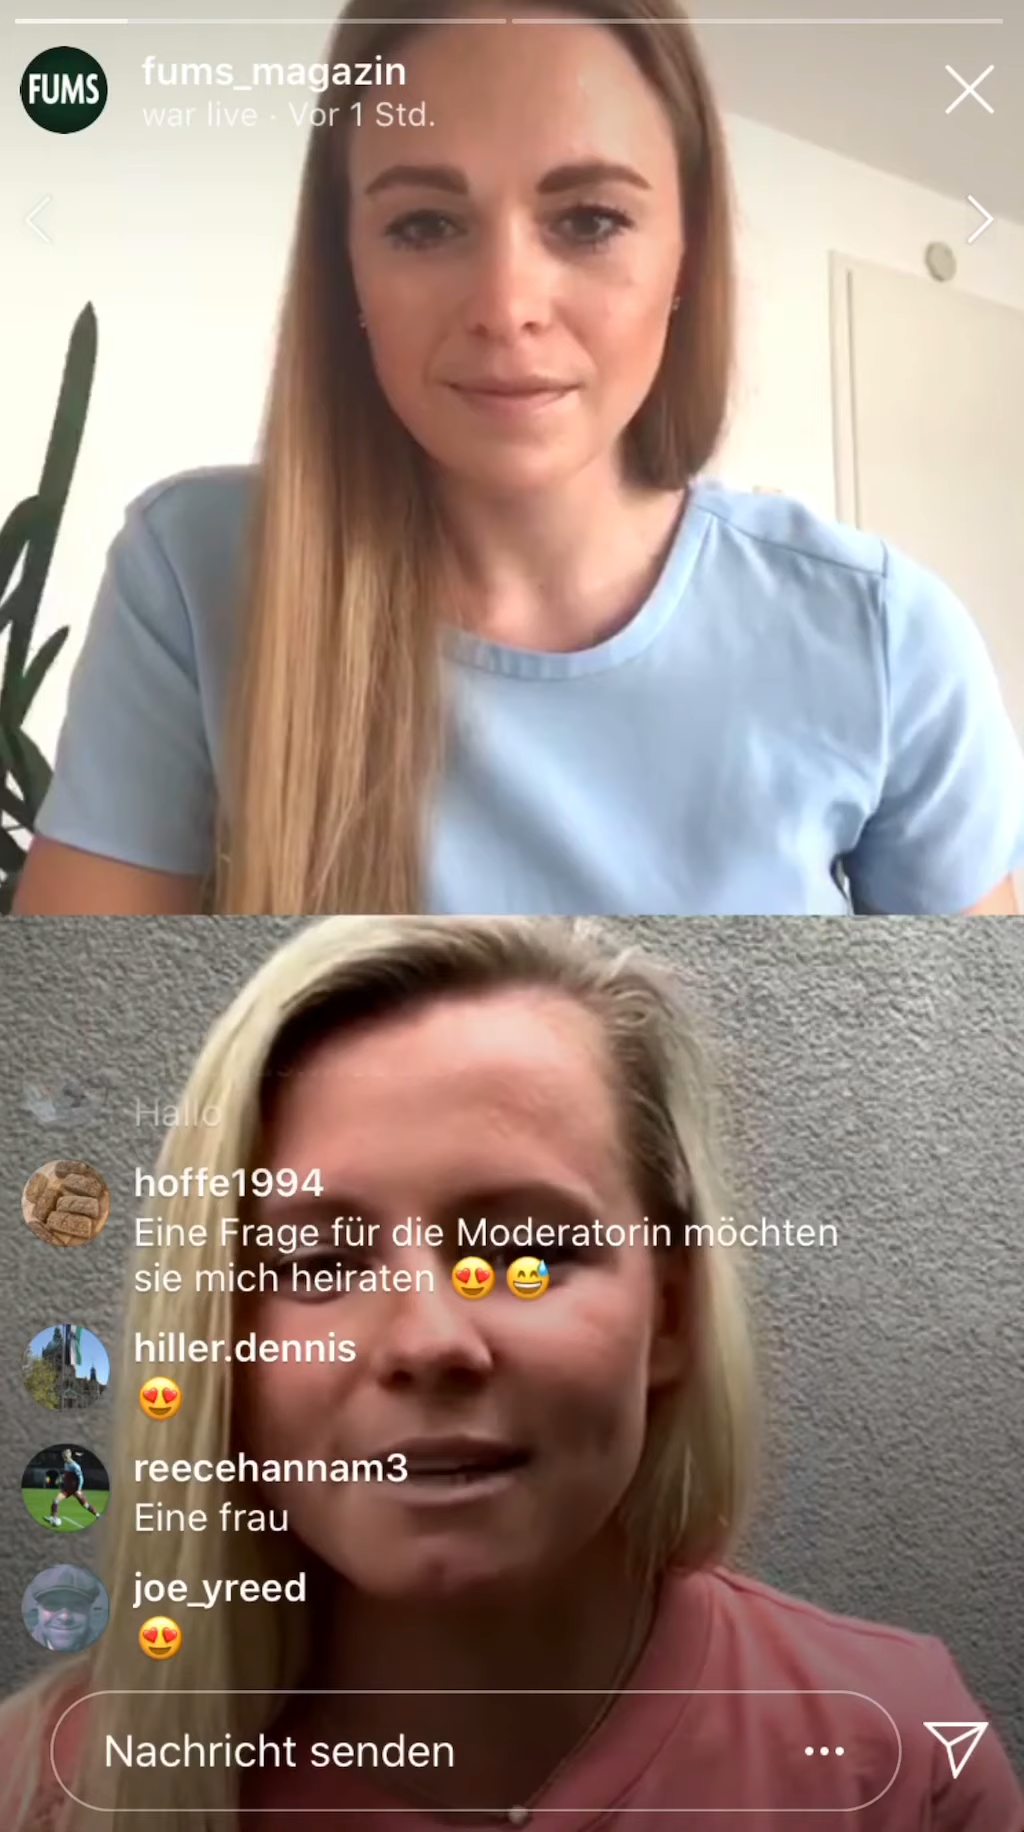 FUMS
fums_magazin
war live · Vor 1 Std.
Hallo
hoffe1994
Eine Frage für die Moderatorin möchten
sie mich heiraten 😍 😅
hiller.dennis
😍
reecehannam3
Eine frau
joe_yreed
😍
Nachricht senden